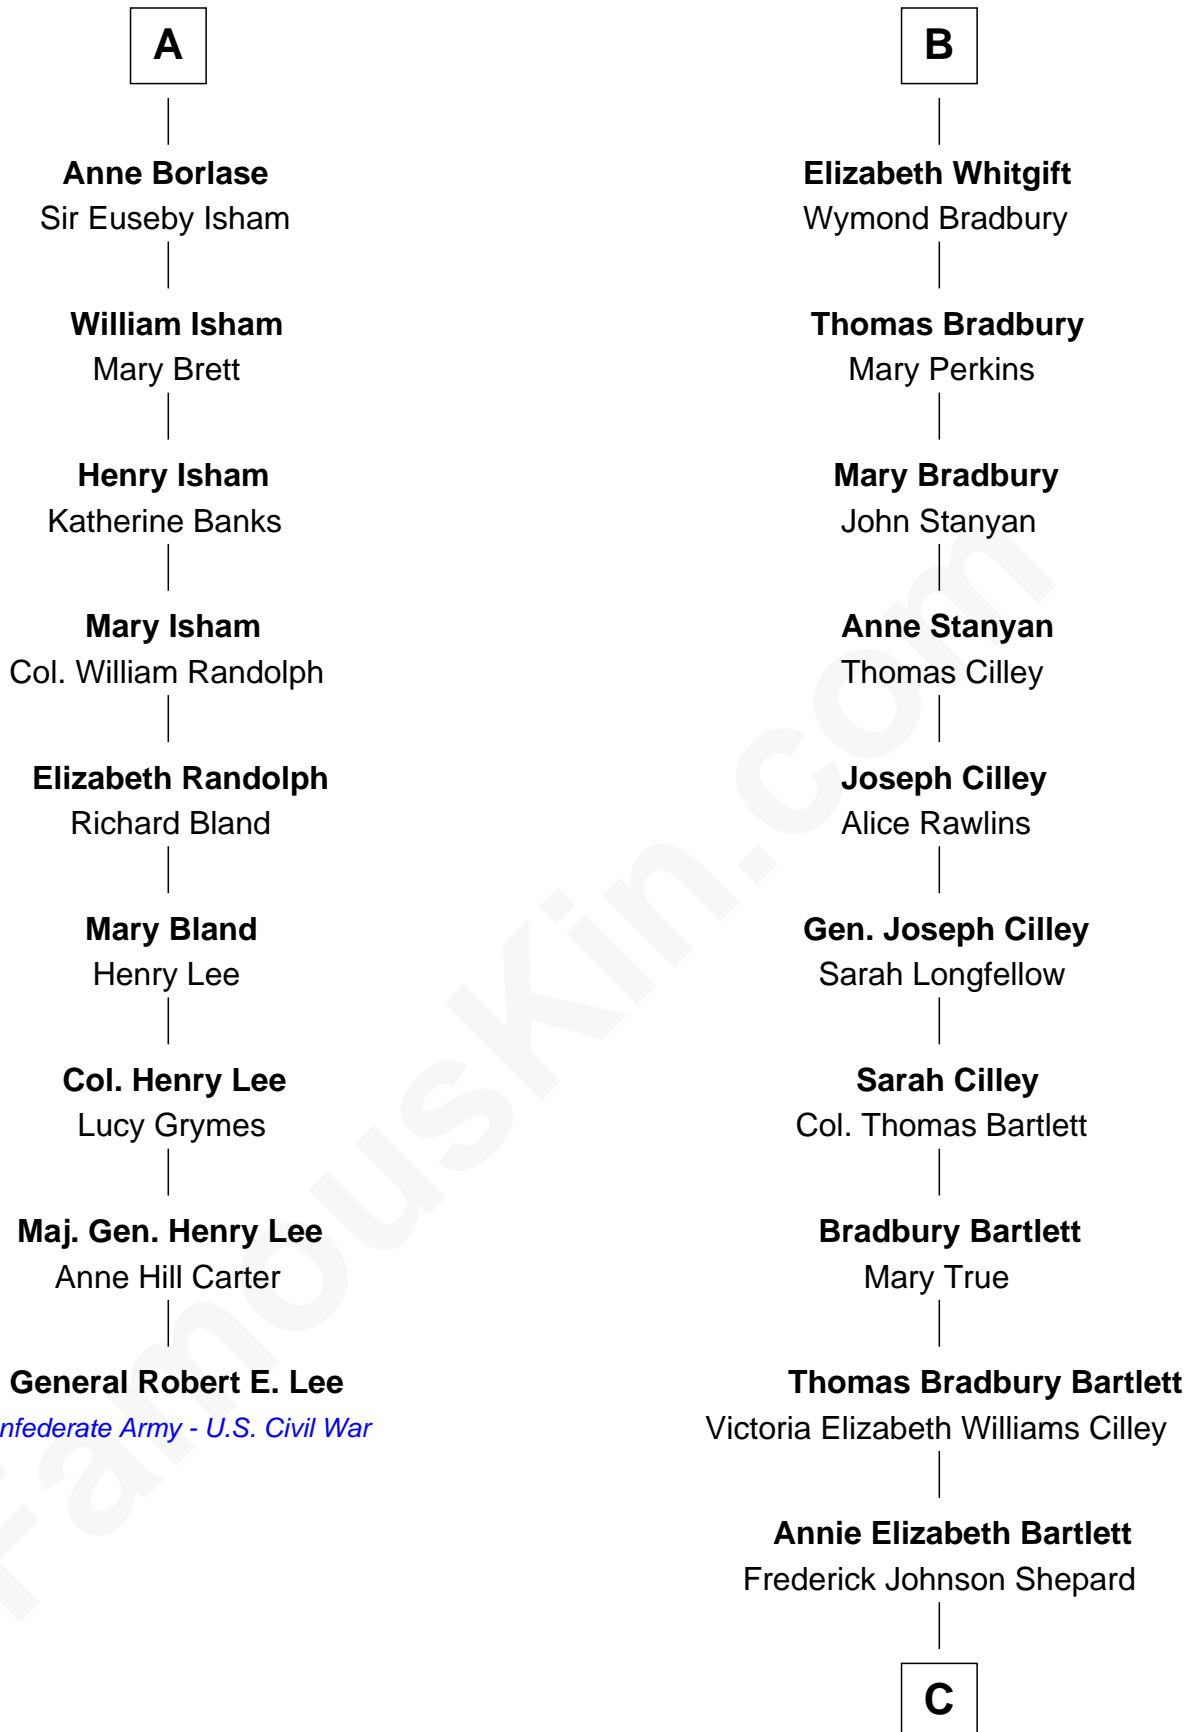 A
Anne Borlase
Sir Euseby Isham
William Isham
Mary Brett
Henry Isham
Katherine Banks
Mary Isham
Col. William Randolph
Elizabeth Randolph
Richard Bland
Mary Bland
Henry Lee
Col. Henry Lee
Lucy Grymes
Maj. Gen. Henry Lee
Anne Hill Carter
General Robert E. Lee
nfederate Army - U.S. Civil War
B
Elizabeth Whitgift
Wymond Bradbury
Thomas Bradbury
Mary Perkins
Mary Bradbury
John Stanyan
Anne Stanyan
Thomas Cilley
Joseph Cilley
Alice Rawlins
Gen. Joseph Cilley
Sarah Longfellow
Sarah Cilley
Col. Thomas Bartlett
Bradbury Bartlett
Mary True
Thomas Bradbury Bartlett
Victoria Elizabeth Williams Cilley
Annie Elizabeth Bartlett
Frederick Johnson Shepard
C
FamousKin.com